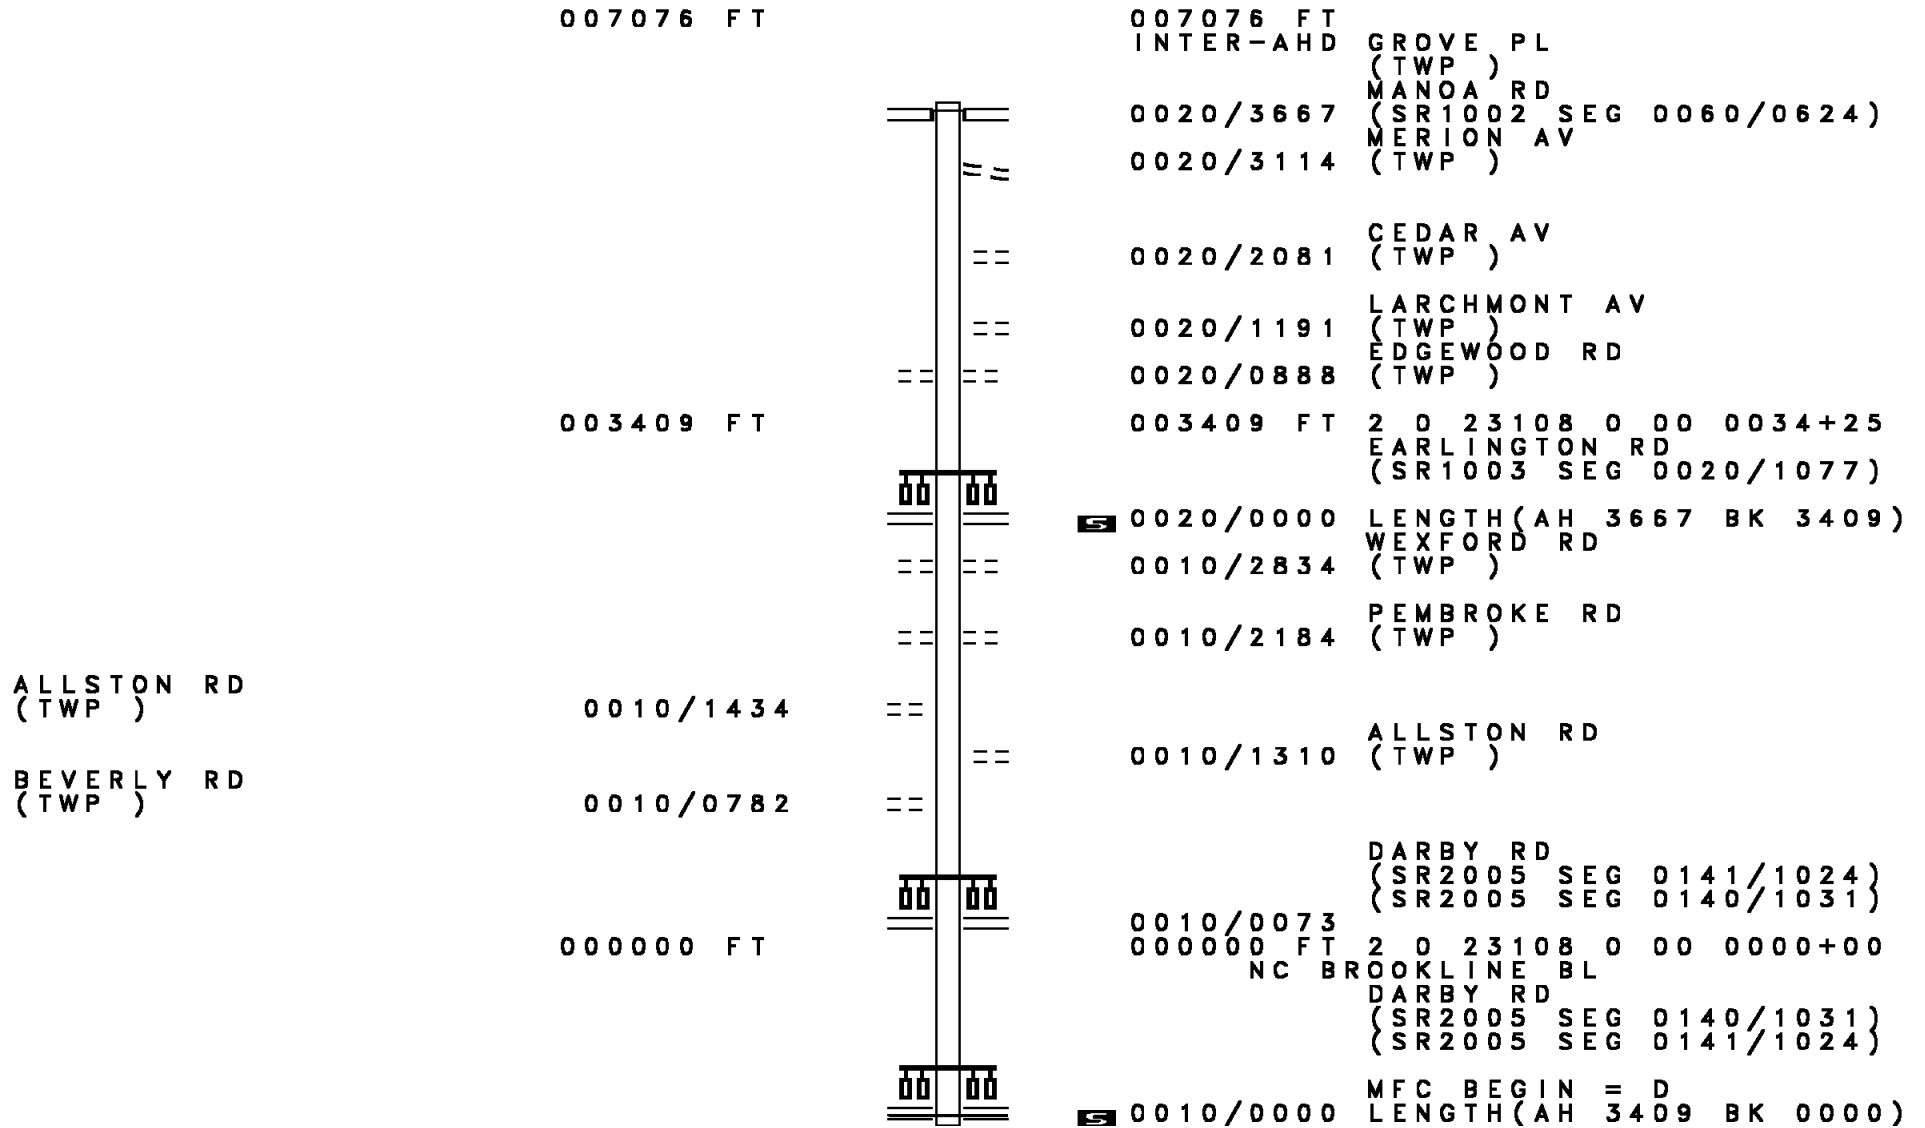 007076 FT 007076 FT
INTER-AHD GROVE PL
(TWP )
MANOA RD
0020/3667 (SR1002 SEG 0060/0624)
MERION AV
0020/3114 (TWP )
CEDAR AV
0020/2081 (TWP )
LARCHMONT AV
0020/1191 (TWP )
EDGEWOOD RD
0020/0888 (TWP )
003409 FT 003409 FT 2 0 23108 0 00 0034+25
EARLINGTON RD
(SR1003 SEG 0020/1077)
S 0020/0000 LENGTH(AH 3667 BK 3409)
WEXFORD RD
0010/2834 (TWP )
PEMBROKE RD
0010/2184 (TWP )
ALLSTON RD
(TWP ) 0010/1434
ALLSTON RD
0010/1310 (TWP )
BEVERLY RD
(TWP ) 0010/0782
DARBY RD
(SR2005 SEG 0141/1024)
(SR2005 SEG 0140/1031)
0010/0073
000000 FT 000000 FT 2 0 23108 0 00 0000+00
NC BROOKLINE BL
DARBY RD
(SR2005 SEG 0140/1031)
(SR2005 SEG 0141/1024)
MFC BEGIN = D
S 0010/0000 LENGTH(AH 3409 BK 0000)